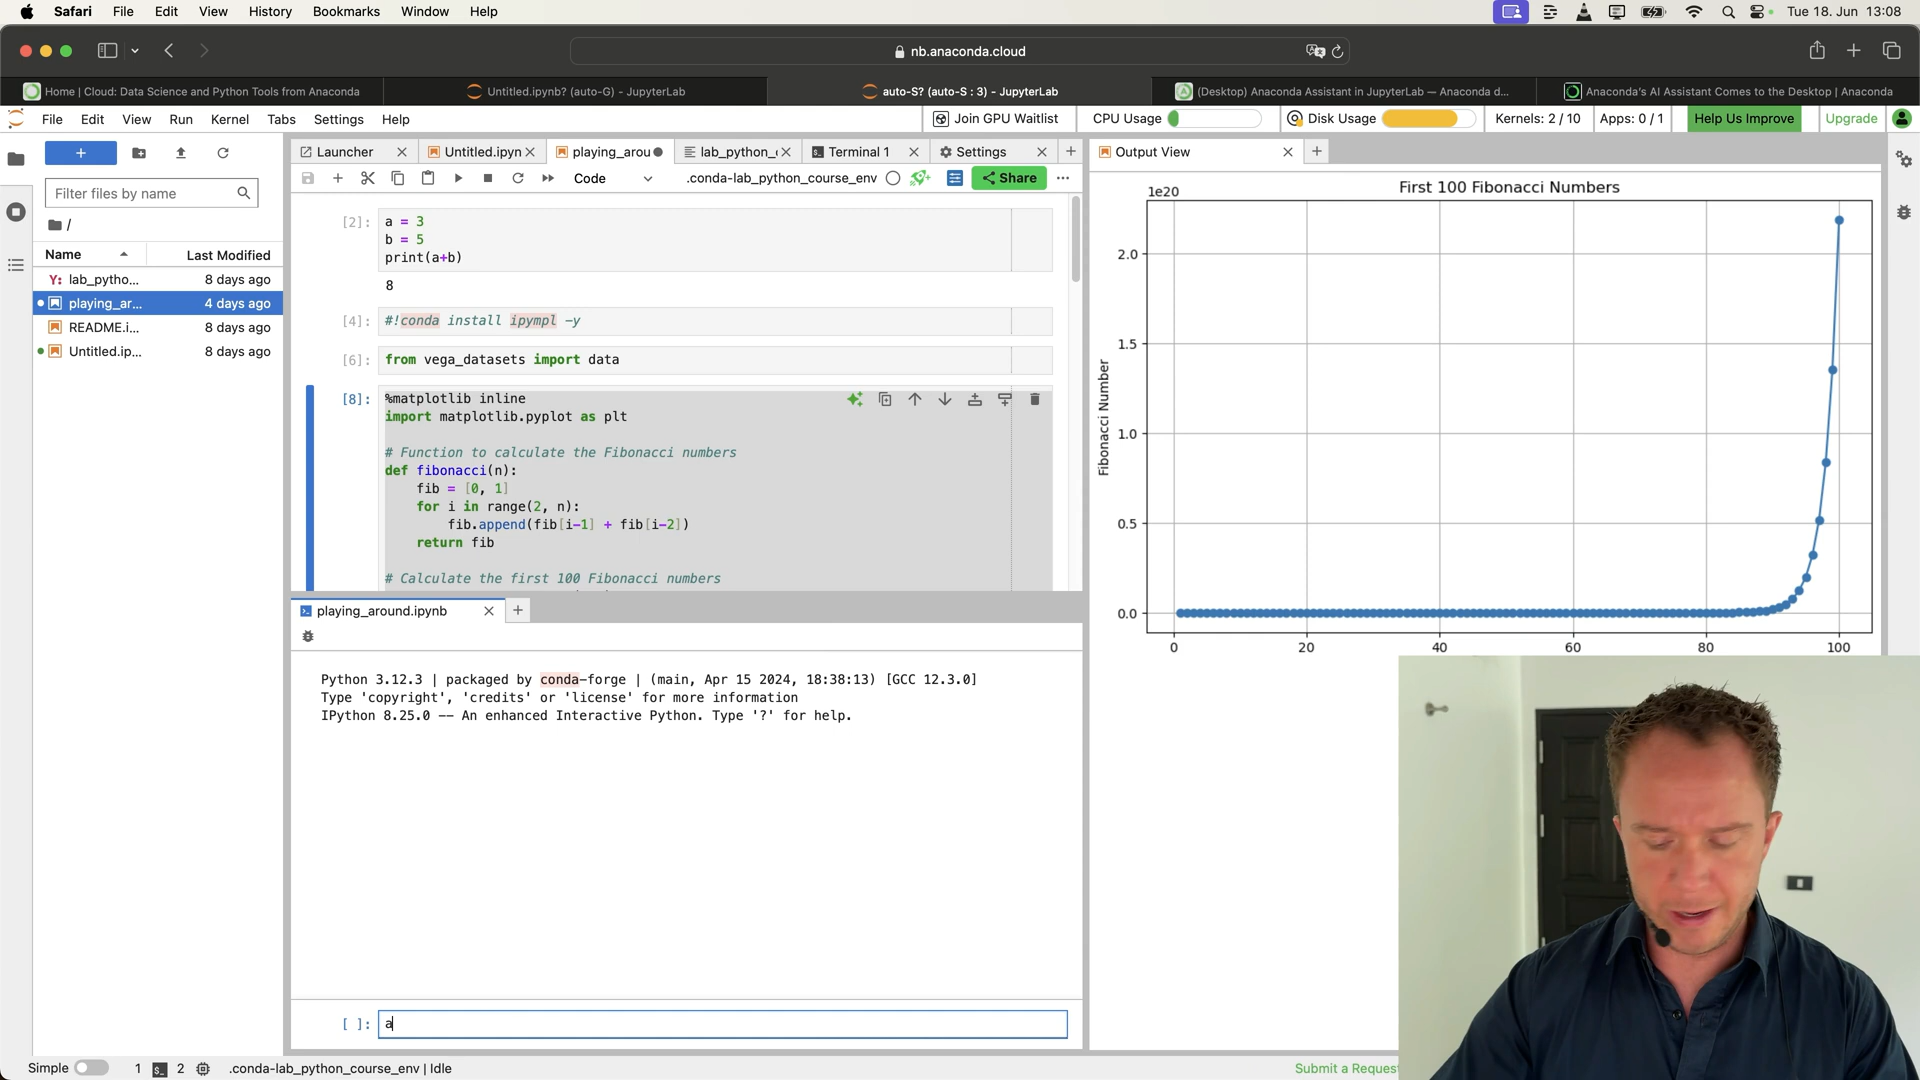 Safari File Edit View History Bookmarks Window Help Tue 18. Jun 13:08
nb.anaconda.cloud
Home | Cloud: Data Science and Python Tools from Anaconda
Untitled.ipynb? (auto-G) - JupyterLab
auto-S? (auto-S : 3) - JupyterLab
(Desktop) Anaconda Assistant in JupyterLab — Anaconda d...
Anaconda's AI Assistant Comes to the Desktop | Anaconda
File Edit View Run Kernel Tabs Settings Help
Join GPU Waitlist CPU Usage Disk Usage Kernels: 2 / 10 Apps: 0 / 1 Help Us Improve Upgrade
Filter files by name
/
Name Last Modified
Y: lab_pytho... 8 days ago
playing_ar... 4 days ago
README.i... 8 days ago
Untitled.ip... 8 days ago
Launcher Untitled.ipyn playing_arou lab_python_c Terminal 1 Settings
Code .conda-lab_python_course_env Share
[2]: a = 3
b = 5
print(a+b)
8
[4]: #!conda install ipympl -y
[6]: from vega_datasets import data
[8]: %matplotlib inline
import matplotlib.pyplot as plt
# Function to calculate the Fibonacci numbers
def fibonacci(n):
fib = [0, 1]
for i in range(2, n):
fib.append(fib[i-1] + fib[i-2])
return fib
# Calculate the first 100 Fibonacci numbers
playing_around.ipynb
Python 3.12.3 | packaged by conda-forge | (main, Apr 15 2024, 18:38:13) [GCC 12.3.0]
Type 'copyright', 'credits' or 'license' for more information
IPython 8.25.0 -- An enhanced Interactive Python. Type '?' for help.
[ ]: a
Output View
First 100 Fibonacci Numbers
1e20
2.0
1.5
1.0
0.5
0.0
Fibonacci Number
0 20 40 60 80 100
Simple 1 2 .conda-lab_python_course_env | Idle
Submit a Reques